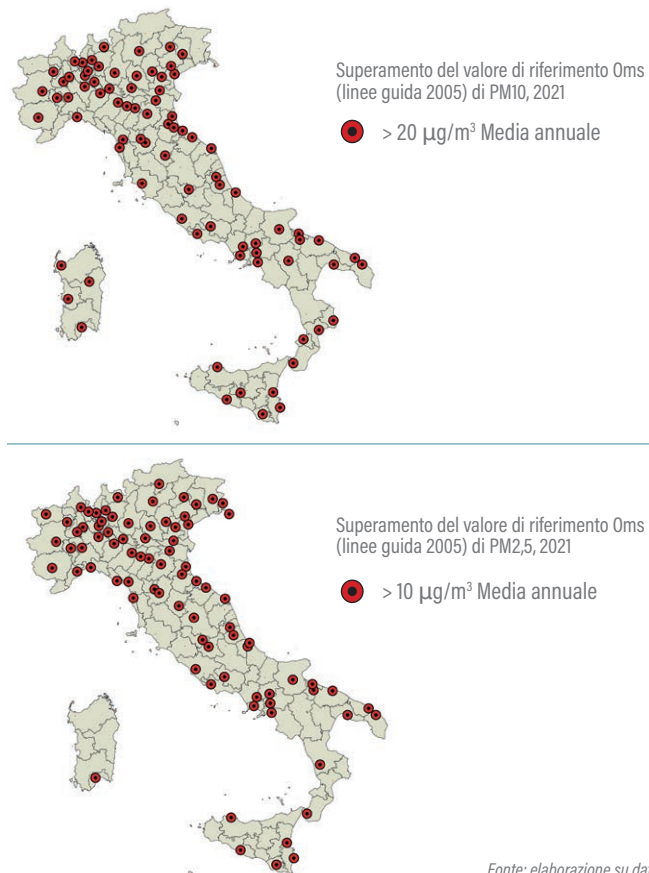 Superamento del valore di riferimento Oms
(linee guida 2005) di PM10, 2021
> 20 µg/m³ Media annuale
Superamento del valore di riferimento Oms
(linee guida 2005) di PM2,5, 2021
> 10 µg/m³ Media annuale
Fonte: elaborazione su da